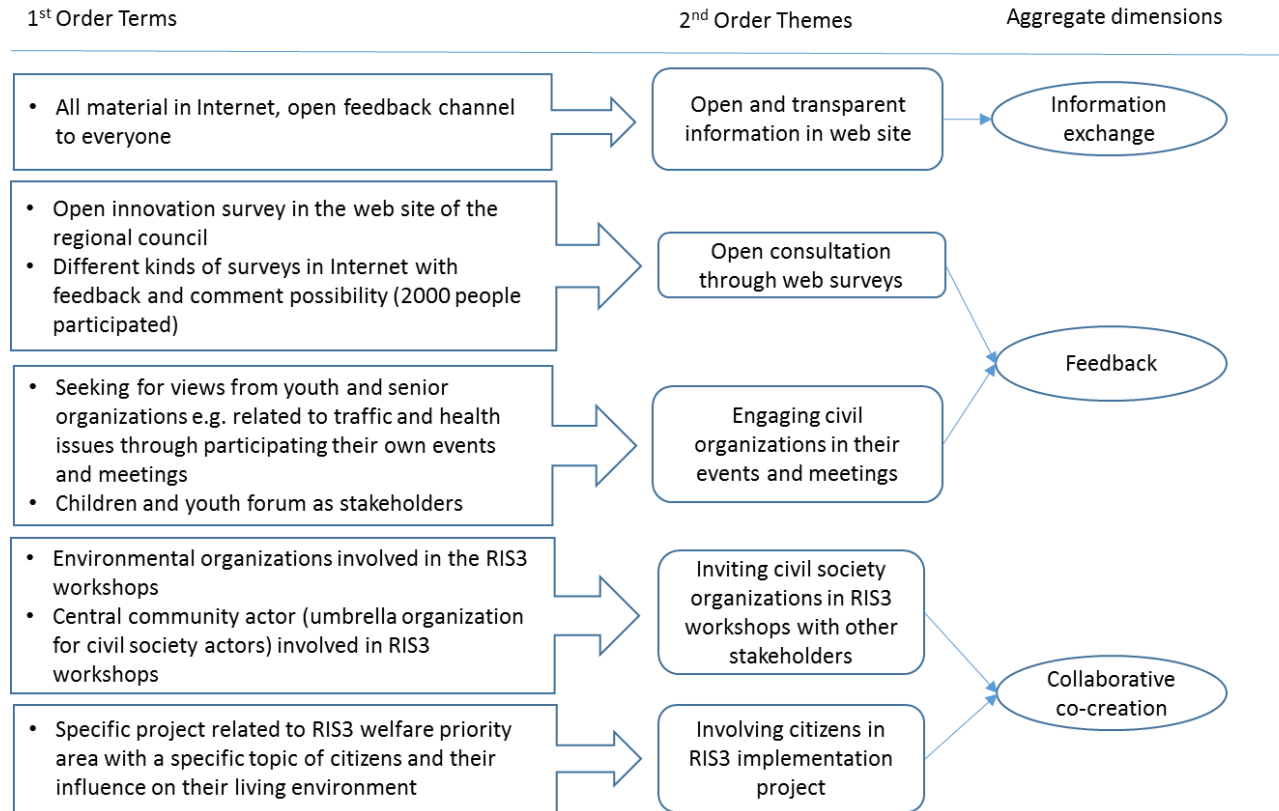 1st Order Terms
2nd Order Themes
Aggregate dimensions
• All material in Internet, open feedback channel
to everyone
Open and transparent
information in web site
Information
exchange
• Open innovation survey in the web site of the
regional council
• Different kinds of surveys in Internet with
feedback and comment possibility (2000 people
participated)
Open consultation
through web surveys
• Seeking for views from youth and senior
organizations e.g. related to traffic and health
issues through participating their own events
and meetings
• Children and youth forum as stakeholders
Engaging civil
organizations in their
events and meetings
Feedback
• Environmental organizations involved in the RIS3
workshops
• Central community actor (umbrella organization
for civil society actors) involved in RIS3
workshops
Inviting civil society
organizations in RIS3
workshops with other
stakeholders
• Specific project related to RIS3 welfare priority
area with a specific topic of citizens and their
influence on their living environment
Involving citizens in
RIS3 implementation
project
Collaborative
co-creation